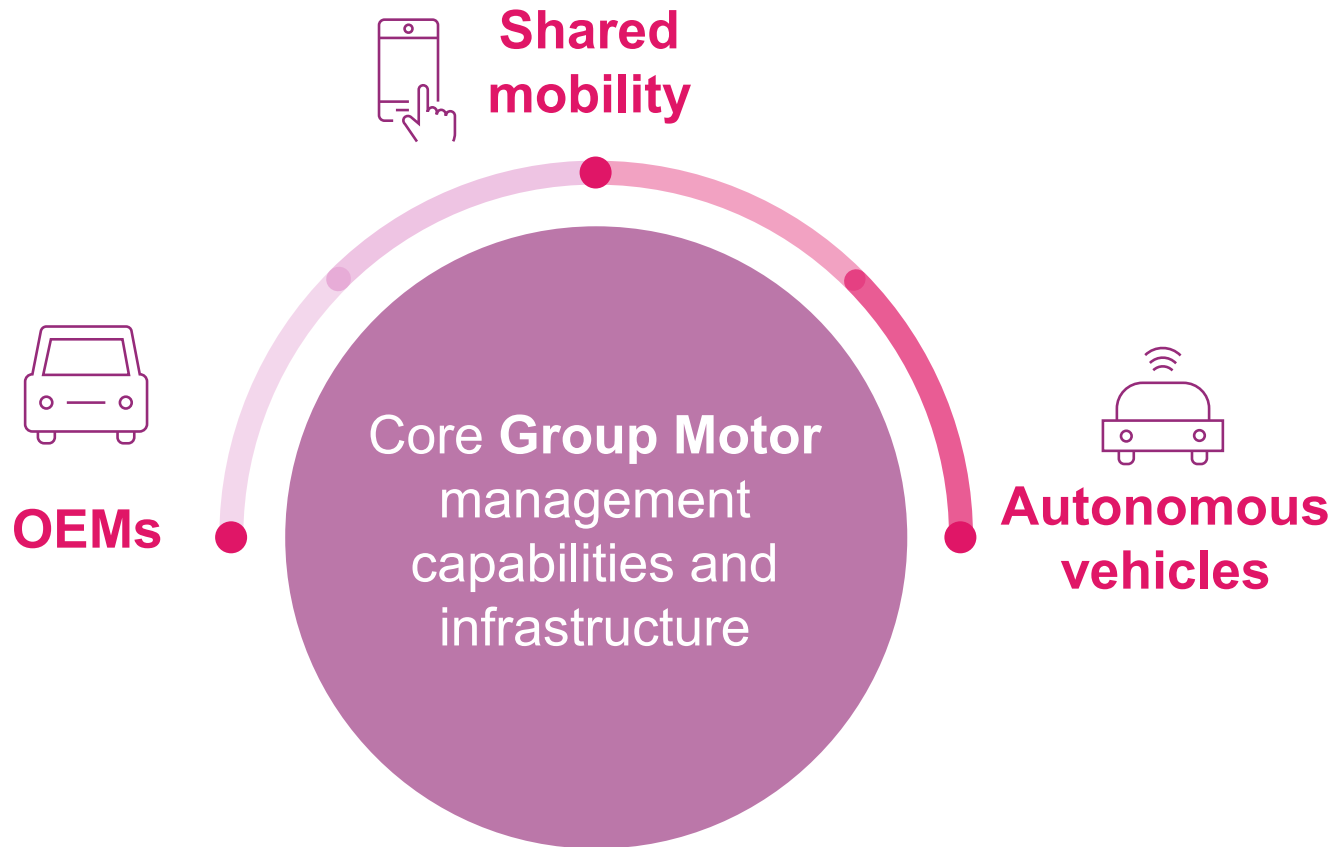 Shared
mobility
OEMs
Core Group Motor
management
capabilities and
infrastructure
Autonomous
vehicles